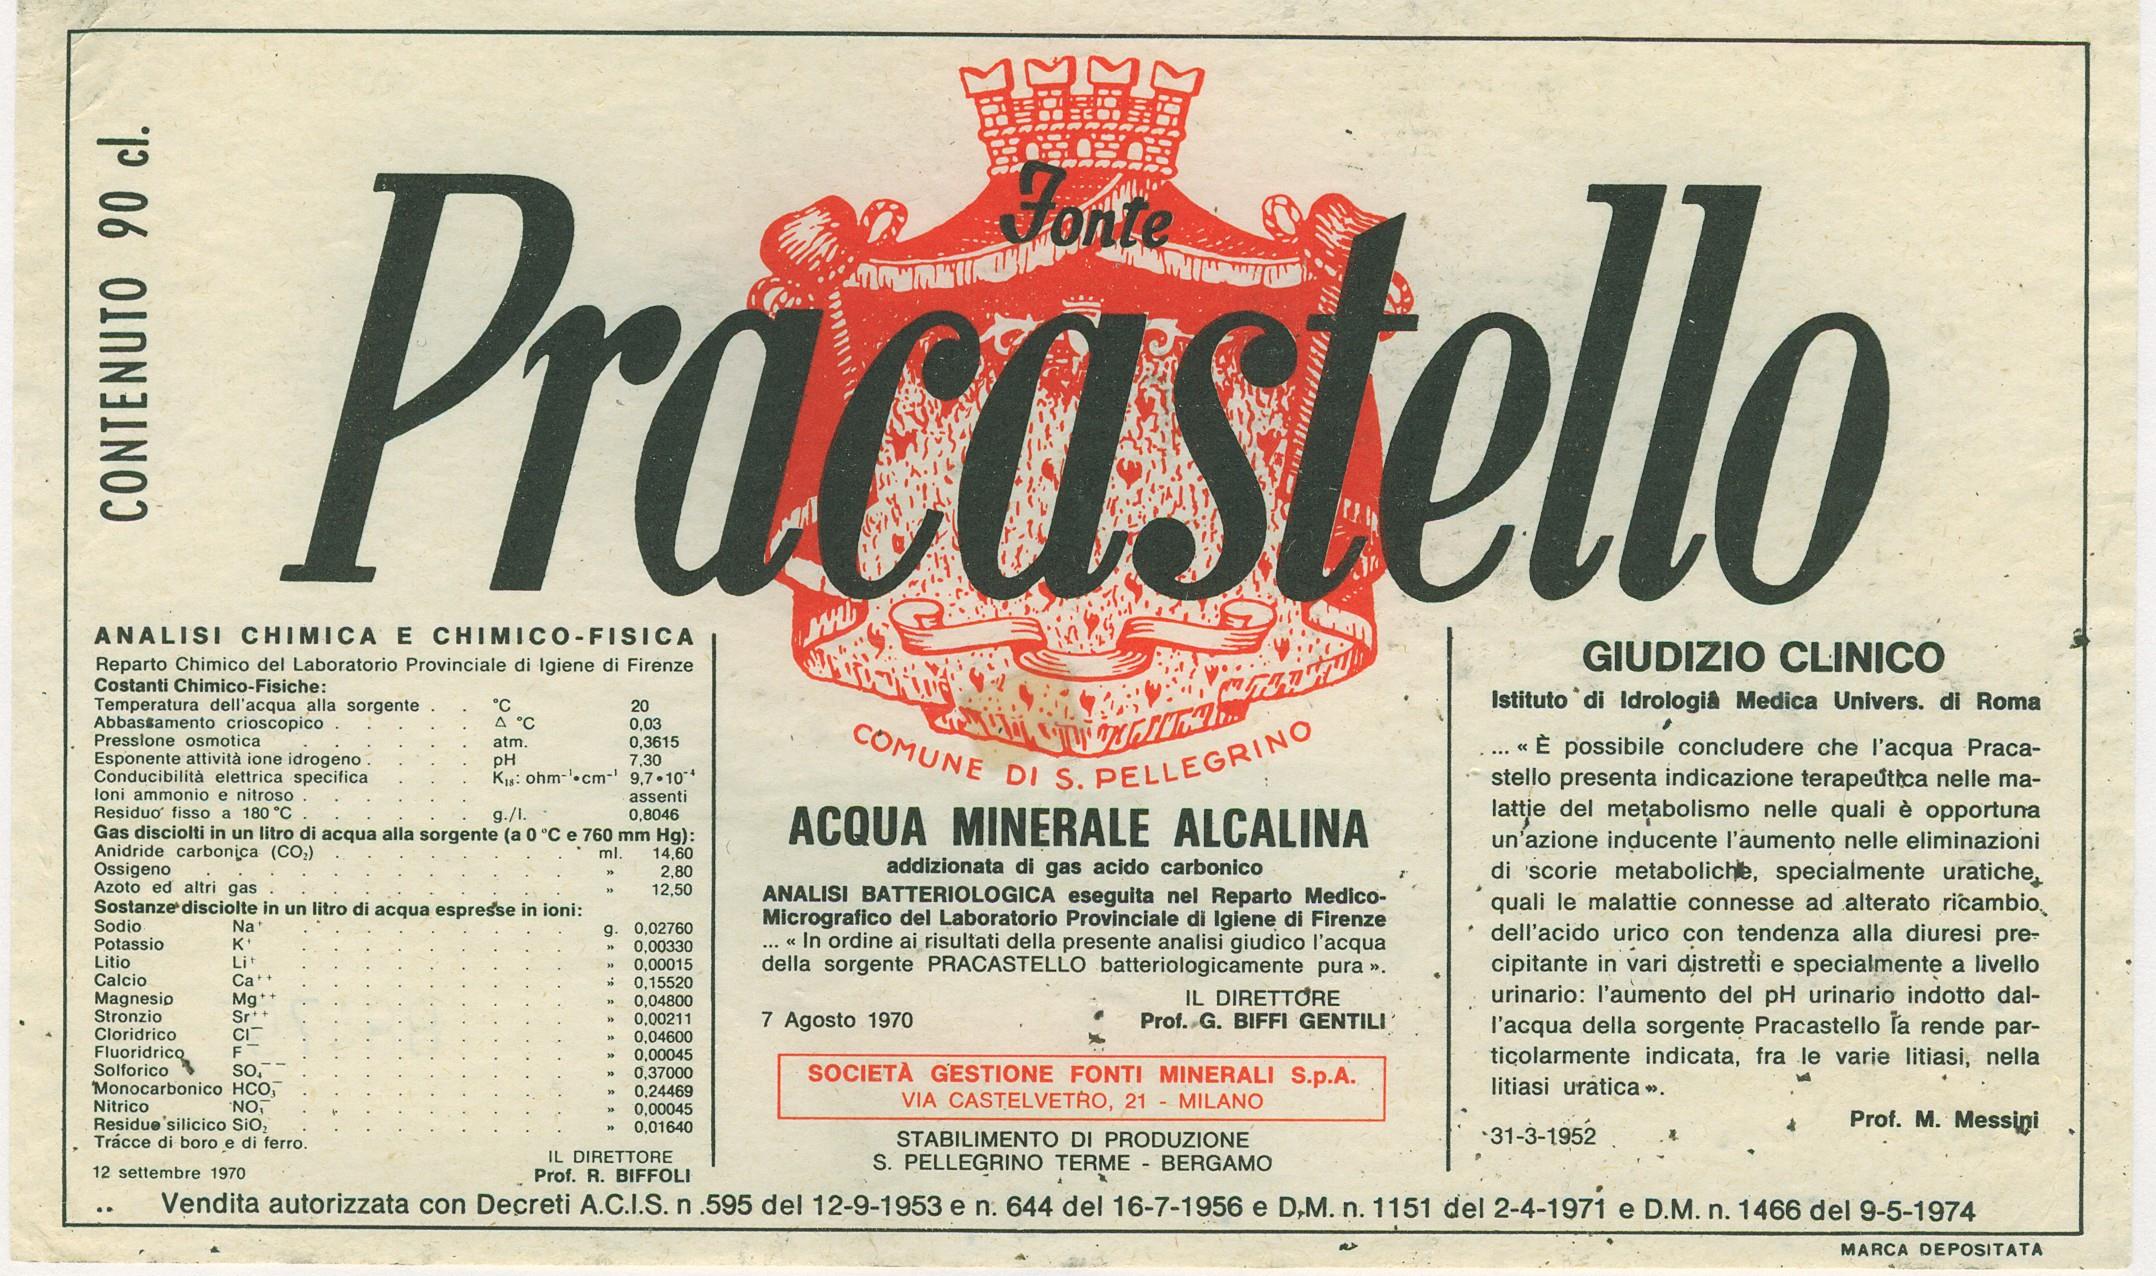 CONTENUTO 90 cl.
Fonte
Pracastello
COMUNE DI S. PELLEGRINO
ANALISI CHIMICA E CHIMICO-FISICA
Reparto Chimico del Laboratorio Provinciale di Igiene di Firenze
Costanti Chimico-Fisiche:
Temperatura dell'acqua alla sorgente . . °C 20
Abbassamento crioscopico . . . . . . Δ °C 0,03
Pressione osmotica . . . . . . atm. 0,3615
Esponente attività ione idrogeno . . . . pH 7,30
Conducibilità elettrica specifica . . . K₁₈: ohm⁻¹•cm⁻¹ 9,7•10⁻⁴
Ioni ammonio e nitroso . . . . . . assenti
Residuo fisso a 180 °C . . . . . . g./l. 0,8046
Gas disciolti in un litro di acqua alla sorgente (a 0 °C e 760 mm Hg):
Anidride carbonica (CO₂) . . . . . . . ml. 14,60
Ossigeno . . . . . . . . . . » 2,80
Azoto ed altri gas . . . . . . . . . » 12,50
Sostanze disciolte in un litro di acqua espresse in ioni:
Sodio Na⁺ . . . . . . . . g. 0,02760
Potassio K⁺ . . . . . . . . » 0,00330
Litio Li⁺ . . . . . . . . » 0,00015
Calcio Ca⁺⁺ . . . . . . . . » 0,15520
Magnesio Mg⁺⁺ . . . . . . . . » 0,04800
Stronzio Sr⁺⁺ . . . . . . . . » 0,00211
Cloridrico Cl⁻ . . . . . . . . » 0,04600
Fluoridrico F⁻ . . . . . . . . » 0,00045
Solforico SO₄⁻⁻ . . . . . . . . » 0,37000
Monocarbonico HCO₃⁻ . . . . . . . . » 0,24469
Nitrico NO₃⁻ . . . . . . . . » 0,00045
Residuo silicico SiO₂ . . . . . . . . » 0,01640
Tracce di boro e di ferro.
IL DIRETTORE
12 settembre 1970 Prof. R. BIFFOLI
ACQUA MINERALE ALCALINA
addizionata di gas acido carbonico
ANALISI BATTERIOLOGICA eseguita nel Reparto Medico-
Micrografico del Laboratorio Provinciale di Igiene di Firenze
... « In ordine ai risultati della presente analisi giudico l'acqua
della sorgente PRACASTELLO batteriologicamente pura ».
IL DIRETTORE
7 Agosto 1970 Prof. G. BIFFI GENTILI
SOCIETÀ GESTIONE FONTI MINERALI S.p.A.
VIA CASTELVETRO, 21 - MILANO
STABILIMENTO DI PRODUZIONE
S. PELLEGRINO TERME - BERGAMO
GIUDIZIO CLINICO
Istituto di Idrologia Medica Univers. di Roma
... « È possibile concludere che l'acqua Praca-
stello presenta indicazione terapeutica nelle ma-
lattie del metabolismo nelle quali è opportuna
un'azione inducente l'aumento nelle eliminazioni
di scorie metaboliche, specialmente uratiche,
quali le malattie connesse ad alterato ricambio
dell'acido urico con tendenza alla diuresi pre-
cipitante in vari distretti e specialmente a livello
urinario: l'aumento del pH urinario indotto dal-
l'acqua della sorgente Pracastello la rende par-
ticolarmente indicata, fra le varie litiasi, nella
litiasi uratica ».
Prof. M. Messini
31-3-1952
Vendita autorizzata con Decreti A.C.I.S. n .595 del 12-9-1953 e n. 644 del 16-7-1956 e D.M. n. 1151 del 2-4-1971 e D.M. n. 1466 del 9-5-1974
MARCA DEPOSITATA